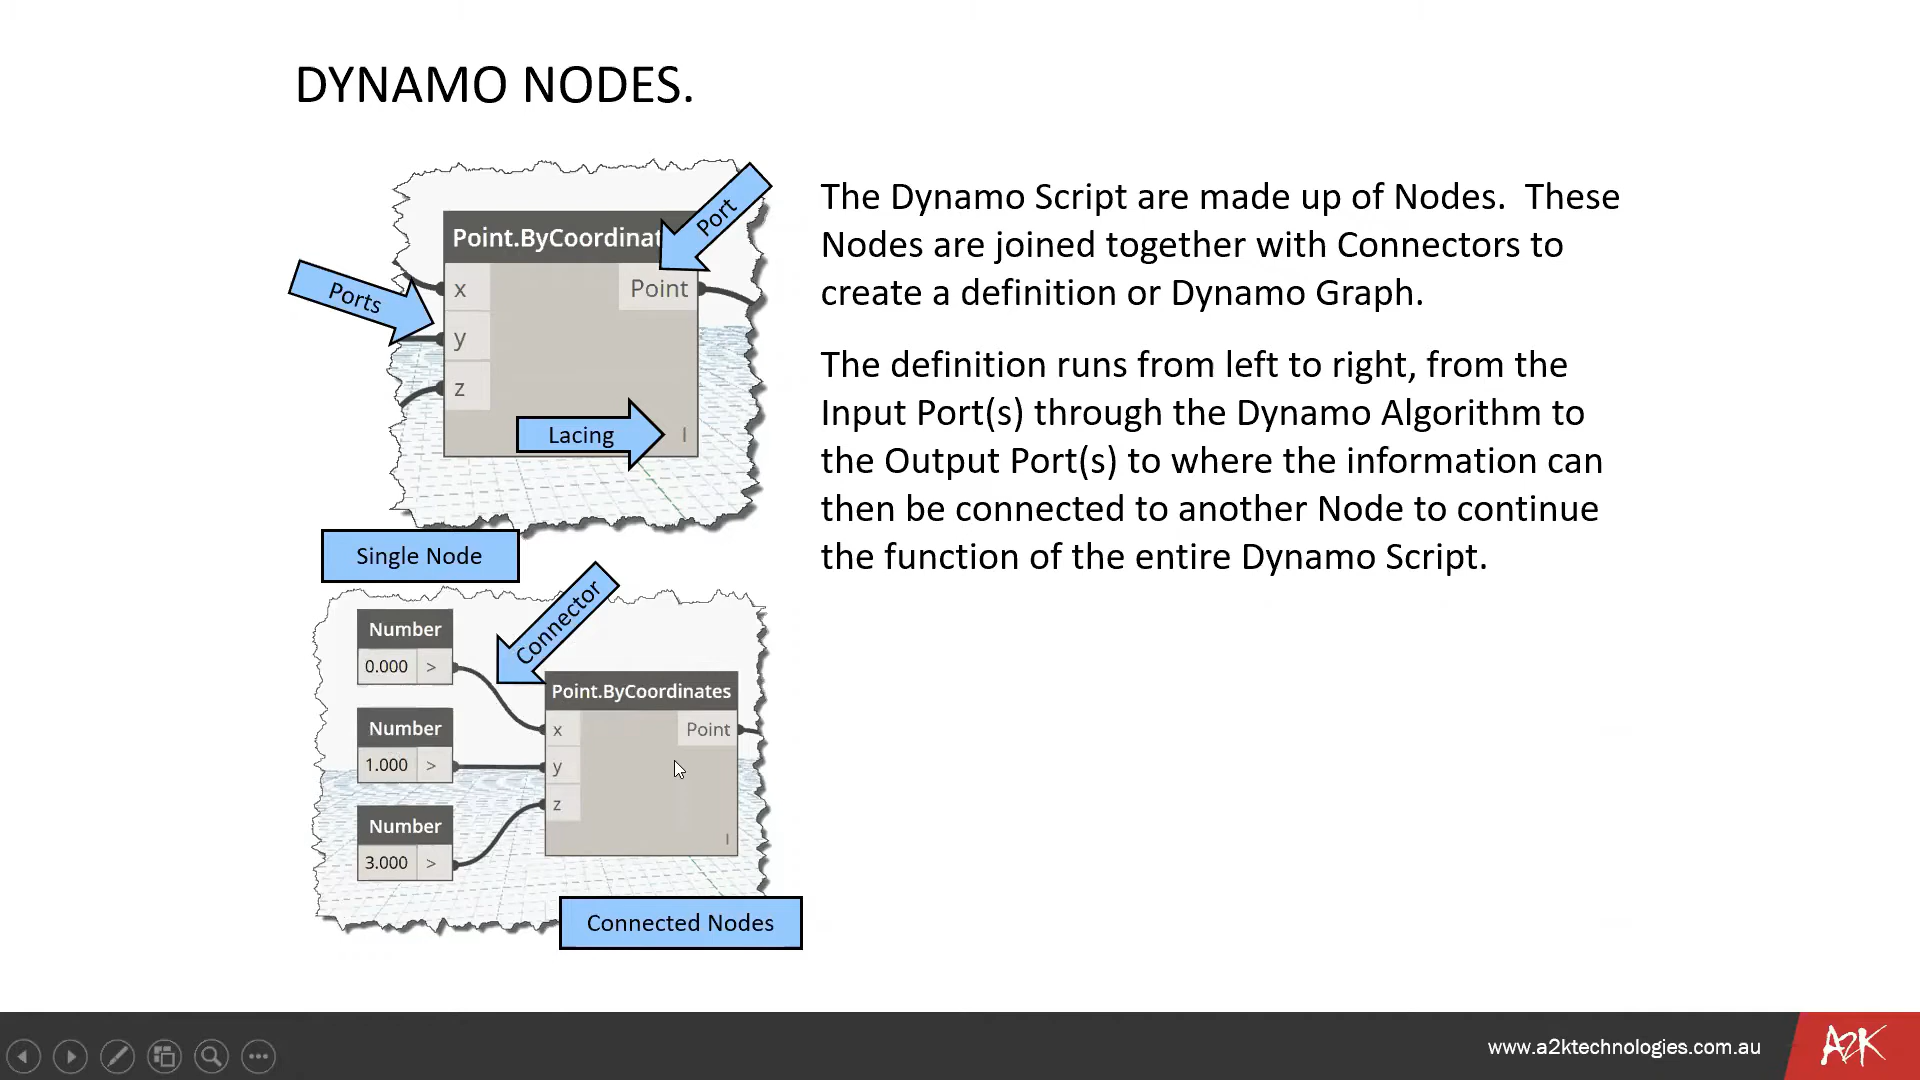 DYNAMO NODES.
Port
Point.ByCoordinat
Ports
x
Point
y
z
Lacing
I
Single Node
The Dynamo Script are made up of Nodes.  These
Nodes are joined together with Connectors to
create a definition or Dynamo Graph.
The definition runs from left to right, from the
Input Port(s) through the Dynamo Algorithm to
the Output Port(s) to where the information can
then be connected to another Node to continue
the function of the entire Dynamo Script.
Connector
Number
0.000 >
Number
1.000 >
Number
3.000 >
Point.ByCoordinates
x
Point
y
z
I
Connected Nodes
www.a2ktechnologies.com.au
A2K